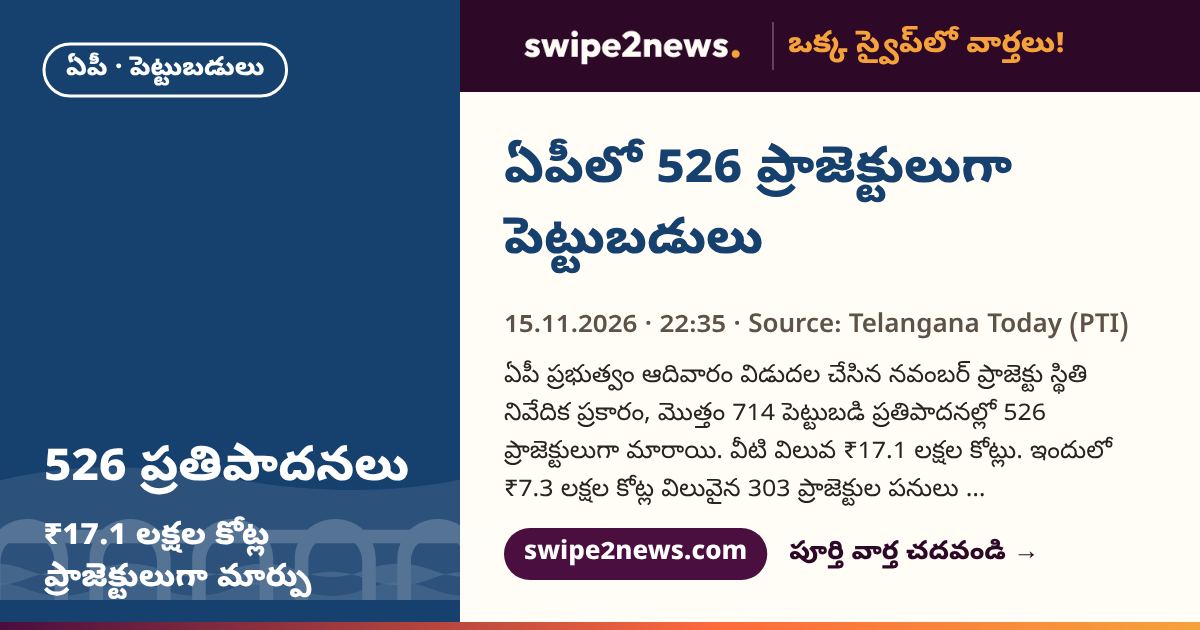 ఏపీ · పెట్టుబడులు
526 ప్రతిపాదనలు
₹17.1 లక్షల కోట్ల
ప్రాజెక్టులుగా మార్పు
swipe2news.
ఒక్క స్వైప్‌లో వార్తలు!
ఏపీలో 526 ప్రాజెక్టులుగా
పెట్టుబడులు
15.11.2026 · 22:35 · Source: Telangana Today (PTI)
ఏపీ ప్రభుత్వం ఆదివారం విడుదల చేసిన నవంబర్ ప్రాజెక్టు స్థితి
నివేదిక ప్రకారం, మొత్తం 714 పెట్టుబడి ప్రతిపాదనల్లో 526
ప్రాజెక్టులుగా మారాయి. వీటి విలువ ₹17.1 లక్షల కోట్లు. ఇందులో
₹7.3 లక్షల కోట్ల విలువైన 303 ప్రాజెక్టుల పనులు ...
swipe2news.com
పూర్తి వార్త చదవండి →